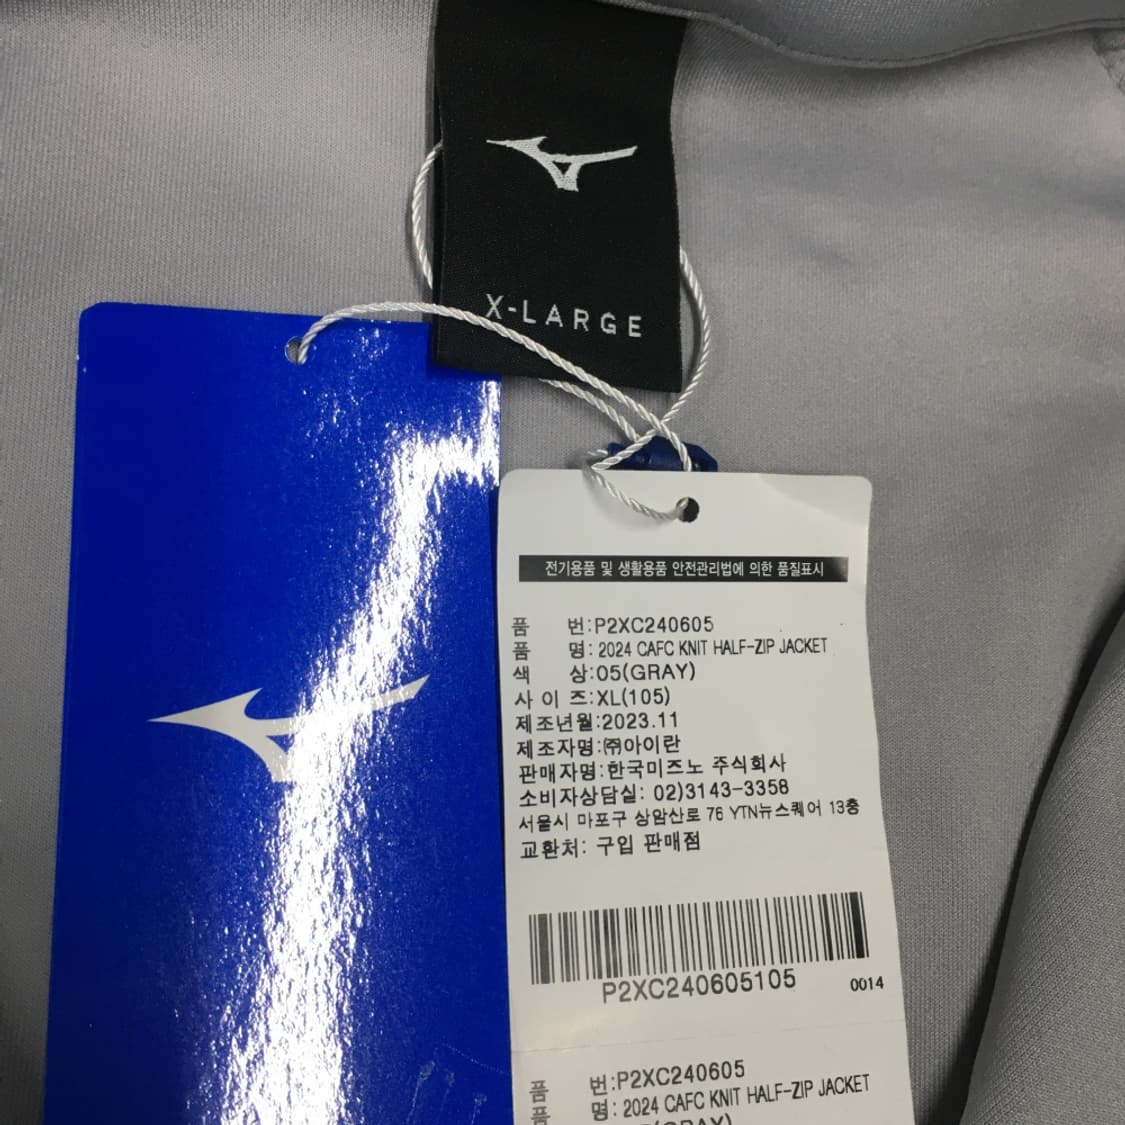 X-LARGE
전기용품 및 생활용품 안전관리법에 의한 품질표시
품 번:P2XC240605
품 명: 2024 CAFC KNIT HALF-ZIP JACKET
색 상:05(GRAY)
사 이 즈:XL(105)
제조년월:2023.11
제조자명:㈜아이란
판매자명:한국미즈노 주식회사
소비자상담실: 02)3143-3358
서울시 마포구 상암산로 76 YTN뉴스퀘어 13층
교환처: 구입 판매점
P2XC240605105
0014
품 번:P2XC240605
품 명: 2024 CAFC KNIT HALF-ZIP JACKET
05(GRAY)